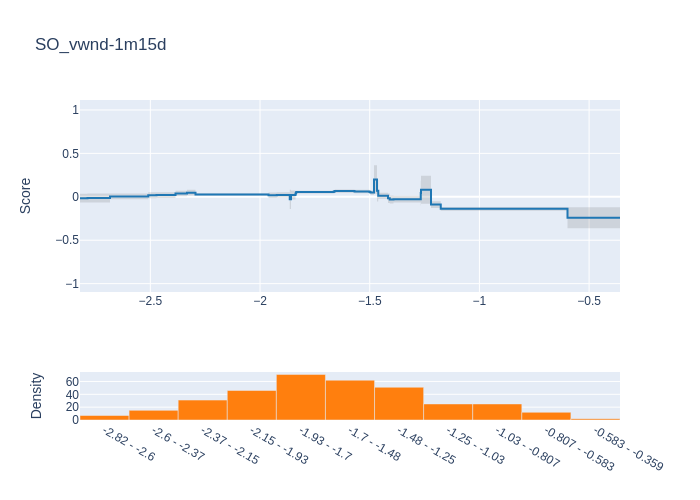 SO_vwnd-1m15d
1
0.5
0
−0.5
−1
Score
−2.5
−2
−1.5
−1
−0.5
60
40
20
0
Density
-2.82 - -2.6
-2.6 - -2.37
-2.37 - -2.15
-2.15 - -1.93
-1.93 - -1.7
-1.7 - -1.48
-1.48 - -1.25
-1.25 - -1.03
-1.03 - -0.807
-0.807 - -0.583
-0.583 - -0.359